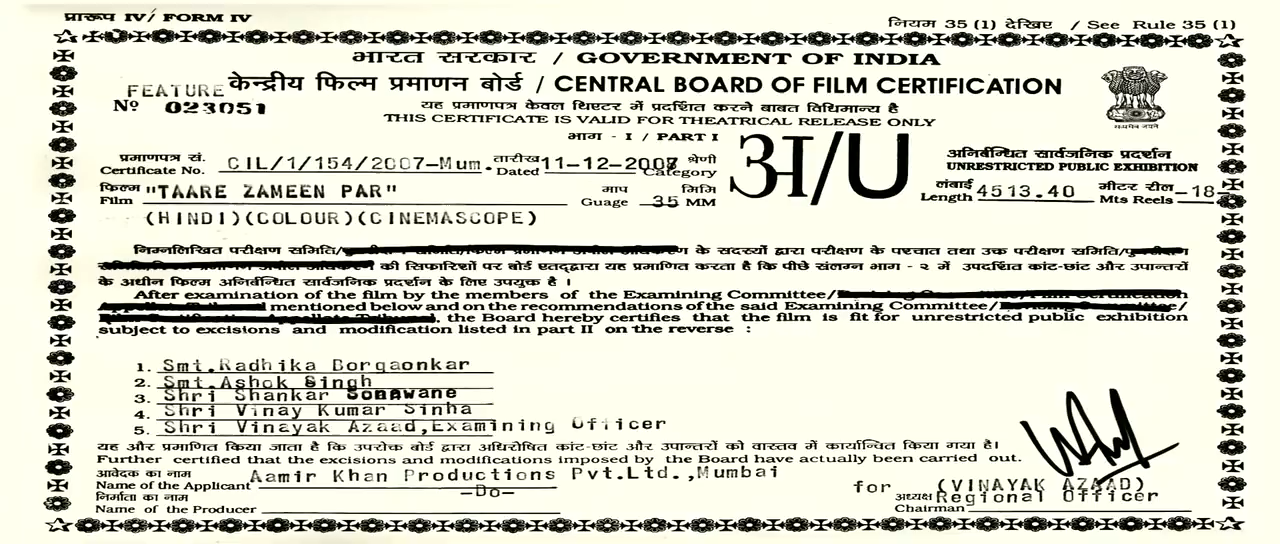 प्रारूप IV/ FORM IV
नियम 35 (1) देखिए / See Rule 35 (1)
भारत सरकार / GOVERNMENT OF INDIA
FEATURE केन्द्रीय फिल्म प्रमाणन बोर्ड / CENTRAL BOARD OF FILM CERTIFICATION
Nº 023051
यह प्रमाणपत्र केवल थिएटर में प्रदर्शित करने बाबत विधिमान्य है
THIS CERTIFICATE IS VALID FOR THEATRICAL RELEASE ONLY
सत्यमेव जयते
भाग - I / PART I
प्रमाणपत्र सं. CIL/1/154/2007-Mum. तारीख 11-12-2007 श्रेणी अ/U अनिर्बन्धित सार्वजनिक प्रदर्शन
Certificate No. Dated Category UNRESTRICTED PUBLIC EXHIBITION
फिल्म "TAARE ZAMEEN PAR" माप मिमि लंबाई 4513.40 मीटर रील -18-
Film Guage 35 MM Length Mts Reels
(HINDI)(COLOUR)(CINEMASCOPE)
निम्नलिखित परीक्षण समिति/ के सदस्यों द्वारा परीक्षण के पश्चात तथा उक्त परीक्षण समिति/
की सिफारिशों पर बोर्ड एतद्द्वारा यह प्रमाणित करता है कि पीछे संलग्न भाग - २ में उपदर्शित कांट-छांट और उपान्तरों
के अधीन फिल्म अनिर्बन्धित सार्वजनिक प्रदर्शन के लिए उपयुक्त है ।
After examination of the film by the members of the Examining Committee/
mentioned below and on the recommendations of the said Examining Committee/
, the Board hereby certifies that the film is fit for unrestricted public exhibition
subject to excisions and modification listed in part II on the reverse :
1. Smt.Radhika Borgaonkar
2. Smt.Ashok Singh
3. Shri Shankar Sonawane
4. Shri Vinay Kumar Sinha
5. Shri Vinayak Azaad,Examining Officer
यह और प्रमाणित किया जाता है कि उपरोक्त बोर्ड द्वारा अधिरोपित कांट-छांट और उपान्तरों को वास्तव में कार्यान्वित किया गया है।
Further certified that the excisions and modifications imposed by the Board have actually been carried out.
आवेदक का नाम Aamir Khan Productions Pvt.Ltd.,Mumbai
Name of the Applicant
निर्माता का नाम -Do-
Name of the Producer
for (VINAYAK AZAAD)
अध्यक्ष Regional Officer
Chairman